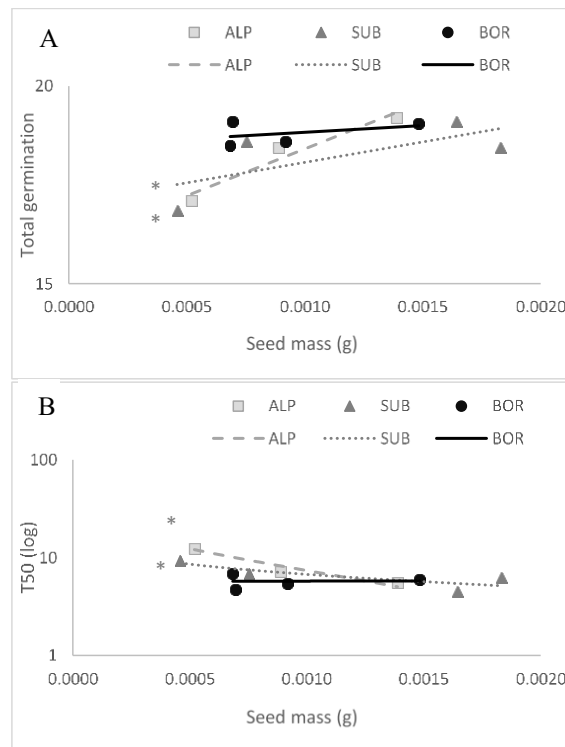 A
ALP SUB BOR
ALP SUB BOR
20
Total germination
*
*
15
0.0000 0.0005 0.0010 0.0015 0.0020
Seed mass (g)
B
ALP SUB BOR
ALP SUB BOR
100
*
T50 (log)
10
*
1
0.0000 0.0005 0.0010 0.0015 0.0020
Seed mass (g)